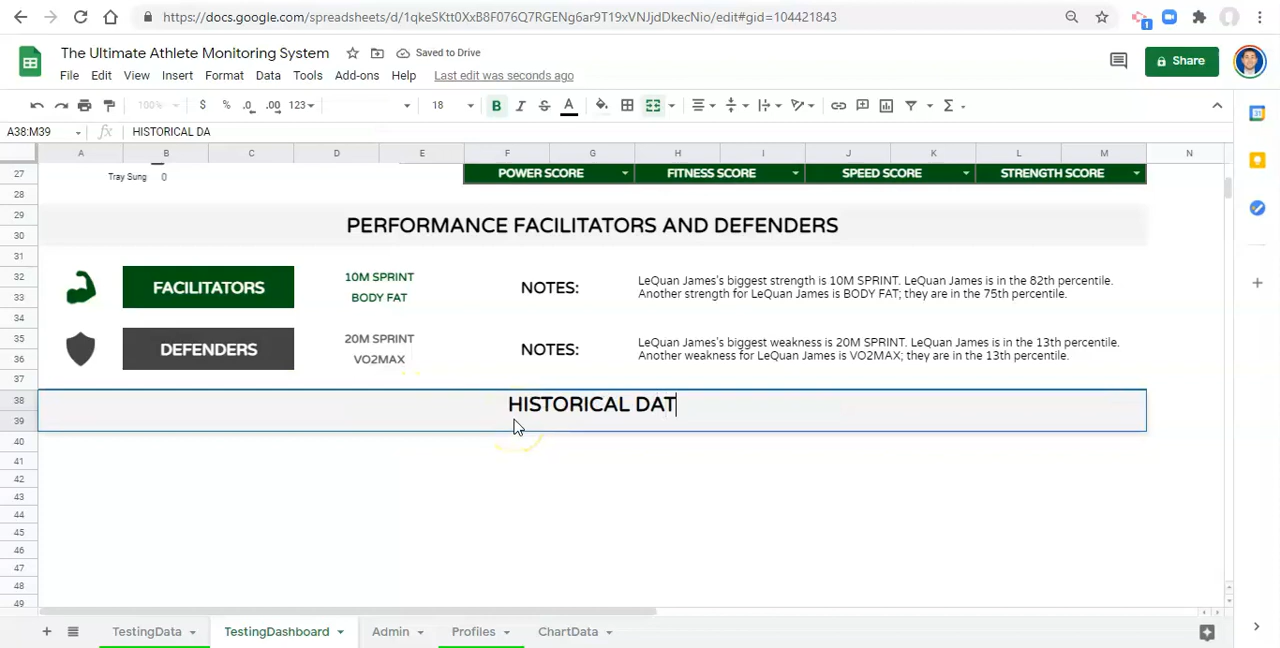 https://docs.google.com/spreadsheets/d/1qkeSKtt0XxB8F076Q7RGENg6ar9T19xVNJjdDkecNio/edit#gid=104421843
1
The Ultimate Athlete Monitoring System
Saved to Drive
File Edit View Insert Format Data Tools Add-ons Help Last edit was seconds ago
Share
100% $ % .0 .00 123 18 B I S A Σ
A38:M39 fx HISTORICAL DA
A B C D E F G H I J K L M N
27 Tray Sung 0 POWER SCORE FITNESS SCORE SPEED SCORE STRENGTH SCORE
28
29
30
PERFORMANCE FACILITATORS AND DEFENDERS
31
32
33
FACILITATORS
10M SPRINT
BODY FAT
NOTES:
LeQuan James's biggest strength is 10M SPRINT. LeQuan James is in the 82th percentile.
Another strength for LeQuan James is BODY FAT; they are in the 75th percentile.
34
35
36
DEFENDERS
20M SPRINT
VO2MAX
NOTES:
LeQuan James's biggest weakness is 20M SPRINT. LeQuan James is in the 13th percentile.
Another weakness for LeQuan James is VO2MAX; they are in the 13th percentile.
37
38
39
HISTORICAL DAT
40
41
42
43
44
45
46
47
48
49
TestingData TestingDashboard Admin Profiles ChartData